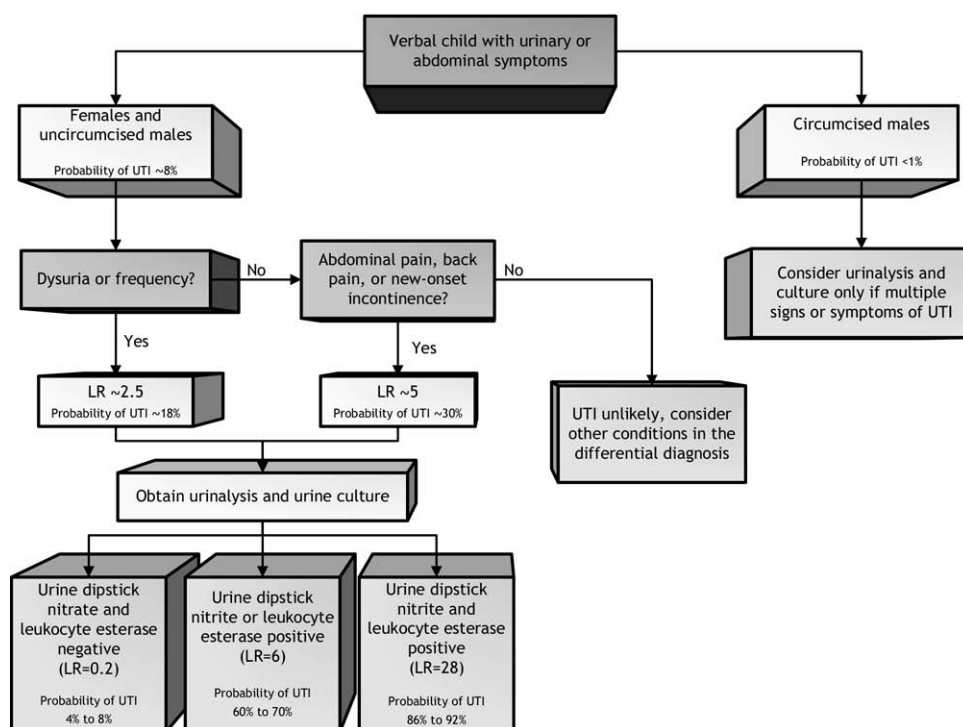 Verbal child with urinary or
abdominal symptoms
Females and
uncircumcised males
Probability of UTI ~8%
Circumcised males
Probability of UTI <1%
Dysuria or frequency?
No
Abdominal pain, back
pain, or new-onset
incontinence?
No
Consider urinalysis and
culture only if multiple
signs or symptoms of UTI
Yes
Yes
LR ~2.5
Probability of UTI ~18%
LR ~5
Probability of UTI ~30%
UTI unlikely, consider
other conditions in the
differential diagnosis
Obtain urinalysis and urine culture
Urine dipstick
nitrate and
leukocyte esterase
negative
(LR=0.2)
Probability of UTI
4% to 8%
Urine dipstick
nitrite or leukocyte
esterase positive
(LR=6)
Probability of UTI
60% to 70%
Urine dipstick
nitrite and
leukocyte esterase
positive
(LR=28)
Probability of UTI
86% to 92%